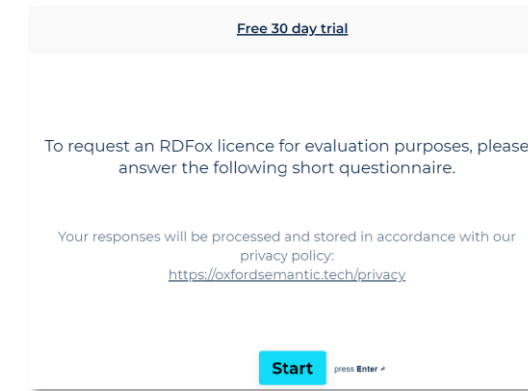 Free 30 day trial
To request an RDFox licence for evaluation purposes, please
answer the following short questionnaire.
Your responses will be processed and stored in accordance with our
privacy policy:
https://oxfordsemantic.tech/privacy
Start press Enter ↵